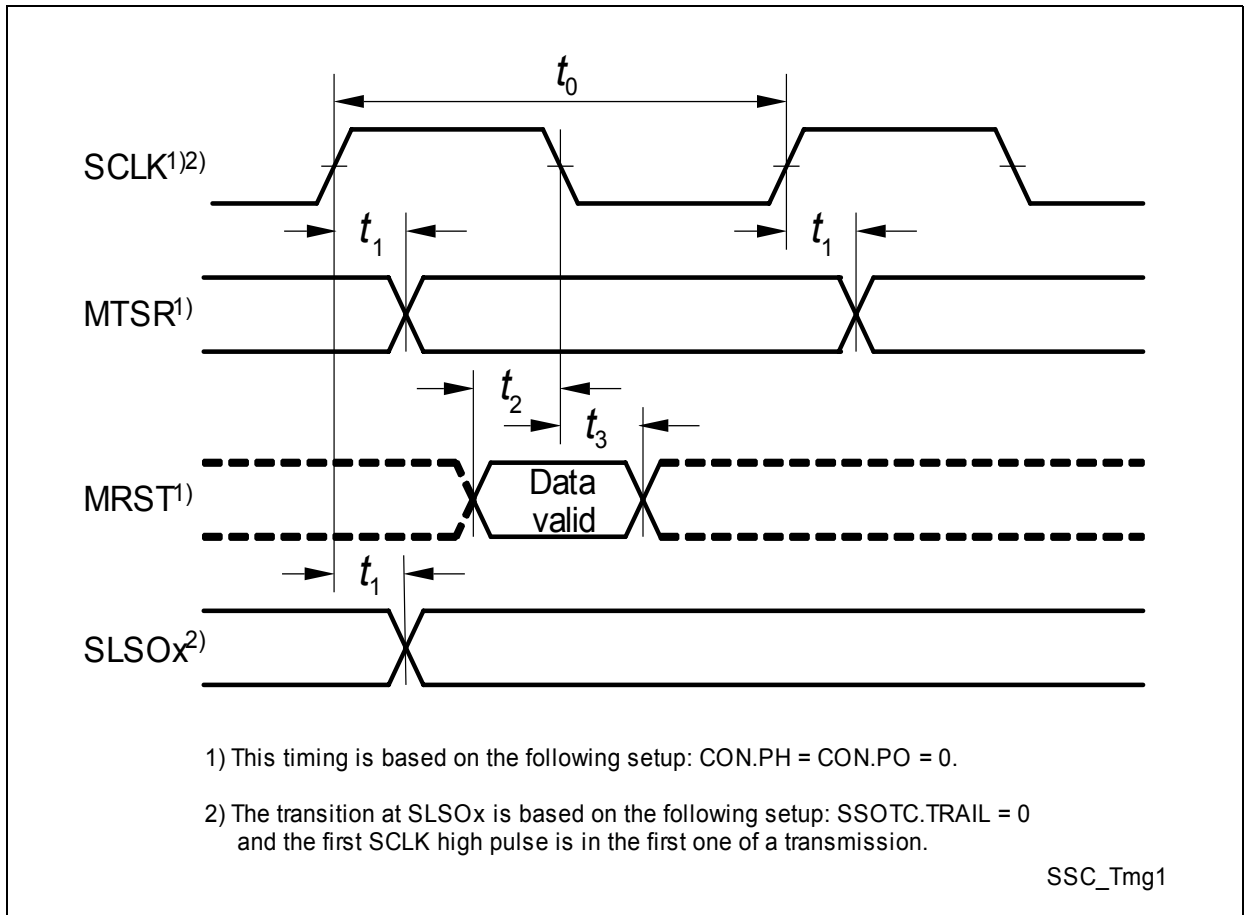 t0
SCLK1)2)
t1
t1
MTSR1)
t2
t3
MRST1)
Data
valid
t1
SLSOx2)
1) This timing is based on the following setup: CON.PH = CON.PO = 0.
2) The transition at SLSOx is based on the following setup: SSOTC.TRAIL = 0
and the first SCLK high pulse is in the first one of a transmission.
SSC_Tmg1